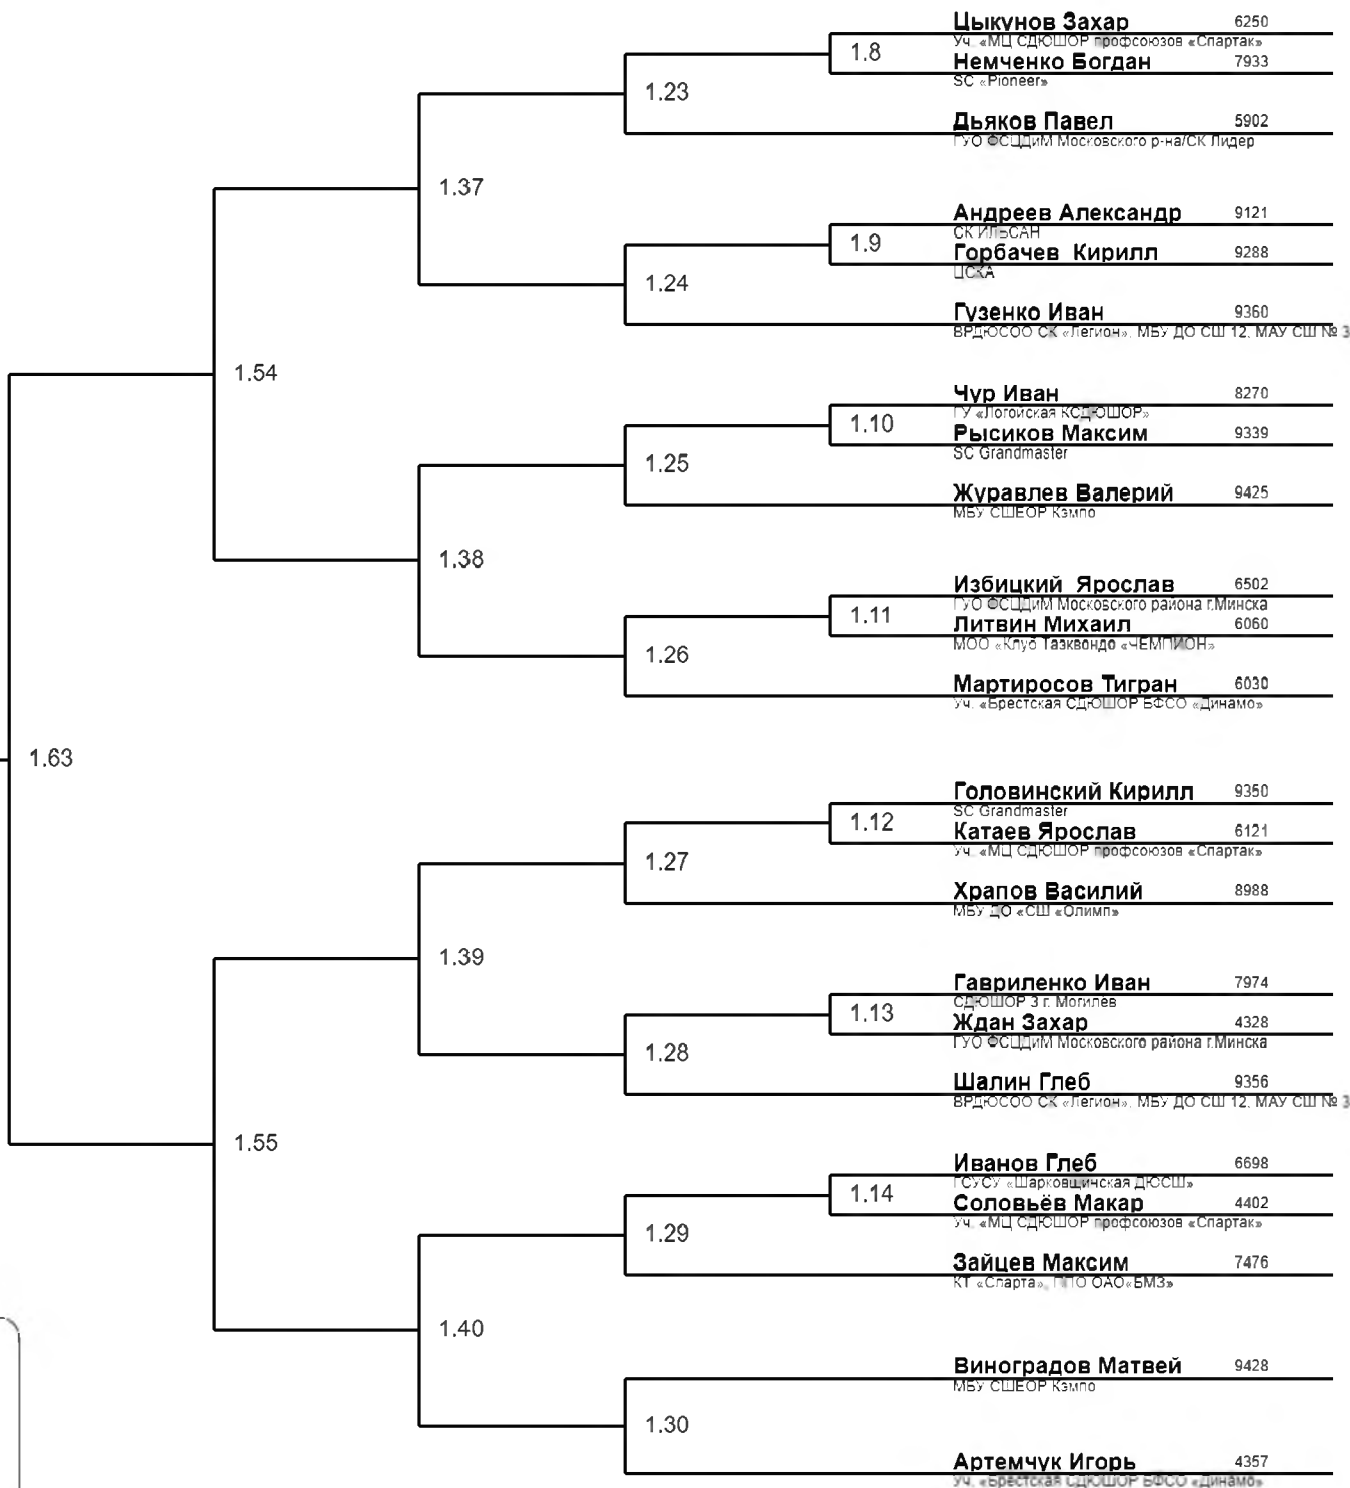 Цыкунов Захар 6250
Уч. «МЦ СДЮШОР профсоюзов «Спартак»
1.8
Немченко Богдан 7933
SC «Pioneer»
1.23
Дьяков Павел 5902
ГУО ФСЦДиМ Московского р-на/СК Лидер
1.37
Андреев Александр 9121
СК ИЛЬСАН
1.9
Горбачев Кирилл 9288
ЦСКА
1.24
Гузенко Иван 9360
ВРДЮСОО СК «Легион», МБУ ДО СШ 12, МАУ СШ № 3
1.54
Чур Иван 8270
ГУ «Логойская КСДЮШОР»
1.10
Рысиков Максим 9339
SC Grandmaster
1.25
Журавлев Валерий 9425
МБУ СШЕОР Кэмпо
1.38
Избицкий Ярослав 6502
ГУО ФСЦДиМ Московского района г.Минска
1.11
Литвин Михаил 6060
МОО «Клуб Таэквондо «ЧЕМПИОН»
1.26
Мартиросов Тигран 6030
Уч. «Брестская СДЮШОР БФСО «Динамо»
1.63
Головинский Кирилл 9350
SC Grandmaster
1.12
Катаев Ярослав 6121
Уч. «МЦ СДЮШОР профсоюзов «Спартак»
1.27
Храпов Василий 8988
МБУ ДО «СШ «Олимп»
1.39
Гавриленко Иван 7974
СДЮШОР 3 г. Могилёв
1.13
Ждан Захар 4328
ГУО ФСЦДиМ Московского района г.Минска
1.28
Шалин Глеб 9356
ВРДЮСОО СК «Легион», МБУ ДО СШ 12, МАУ СШ № 3
1.55
Иванов Глеб 6698
ГСУСУ «Шарковщинская ДЮСШ»
1.14
Соловьёв Макар 4402
Уч. «МЦ СДЮШОР профсоюзов «Спартак»
1.29
Зайцев Максим 7476
КТ «Спарта», ППО ОАО«БМЗ»
1.40
Виноградов Матвей 9428
МБУ СШЕОР Кэмпо
1.30
Артемчук Игорь 4357
Уч. «Брестская СДЮШОР БФСО «Динамо»